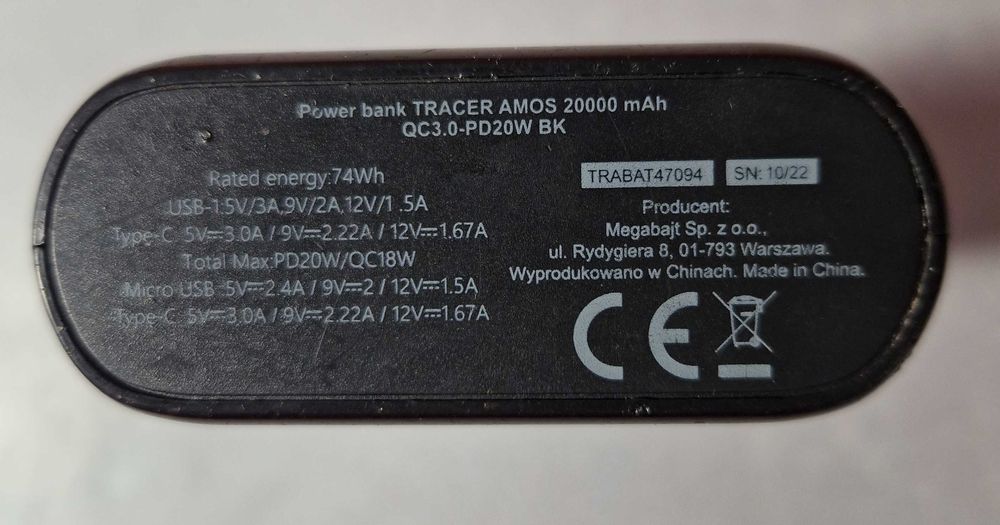 Power bank TRACER AMOS 20000 mAh
QC3.0-PD20W BK
Rated energy:74Wh
USB-1:5V/3A,9V/2A,12V/1.5A
Type-C 5V⎓3.0A / 9V⎓2.22A / 12V⎓1.67A
Total Max:PD20W/QC18W
Micro USB 5V⎓2.4A / 9V⎓2 / 12V⎓1.5A
Type-C 5V⎓3.0A / 9V⎓2.22A / 12V⎓1.67A
TRABAT47094 SN: 10/22
Producent:
Megabajt Sp. z o.o.,
ul. Rydygiera 8, 01-793 Warszawa.
Wyprodukowano w Chinach. Made in China.
CE